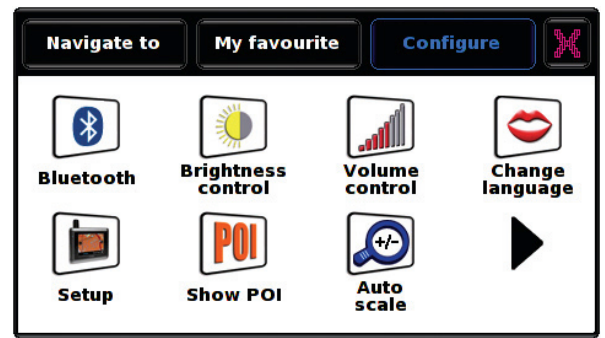 Navigate to
My favourite
Configure
Bluetooth
Brightness
control
Volume
control
Change
language
Setup
POI
Show POI
+/-
Auto
scale